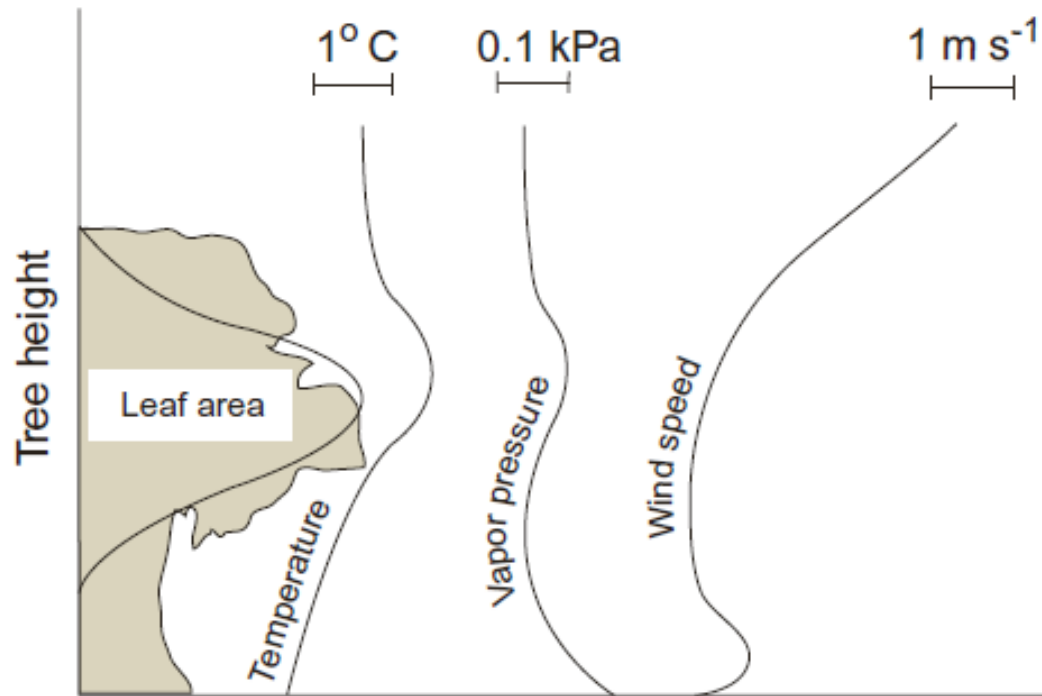 1° C
0.1 kPa
1 m s-1
Tree height
Leaf area
Temperature
Vapor pressure
Wind speed